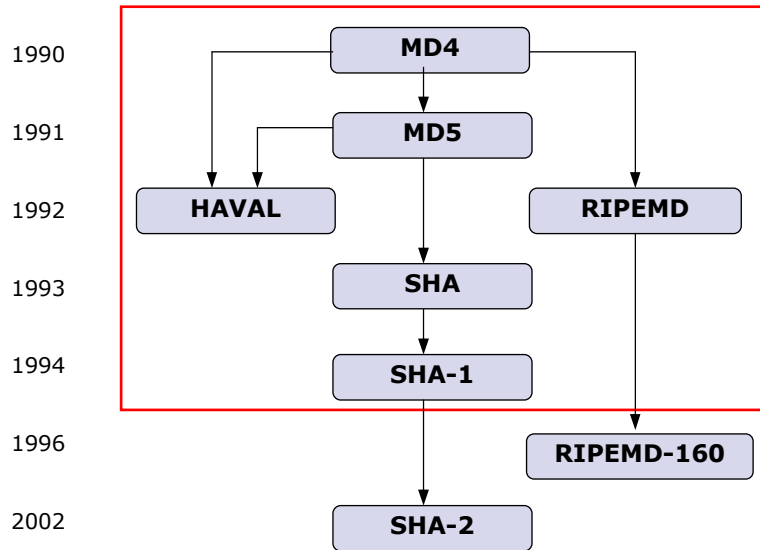 1990 MD4
1991 MD5
1992 HAVAL RIPEMD
1993 SHA
1994 SHA-1
1996 RIPEMD-160
2002 SHA-2